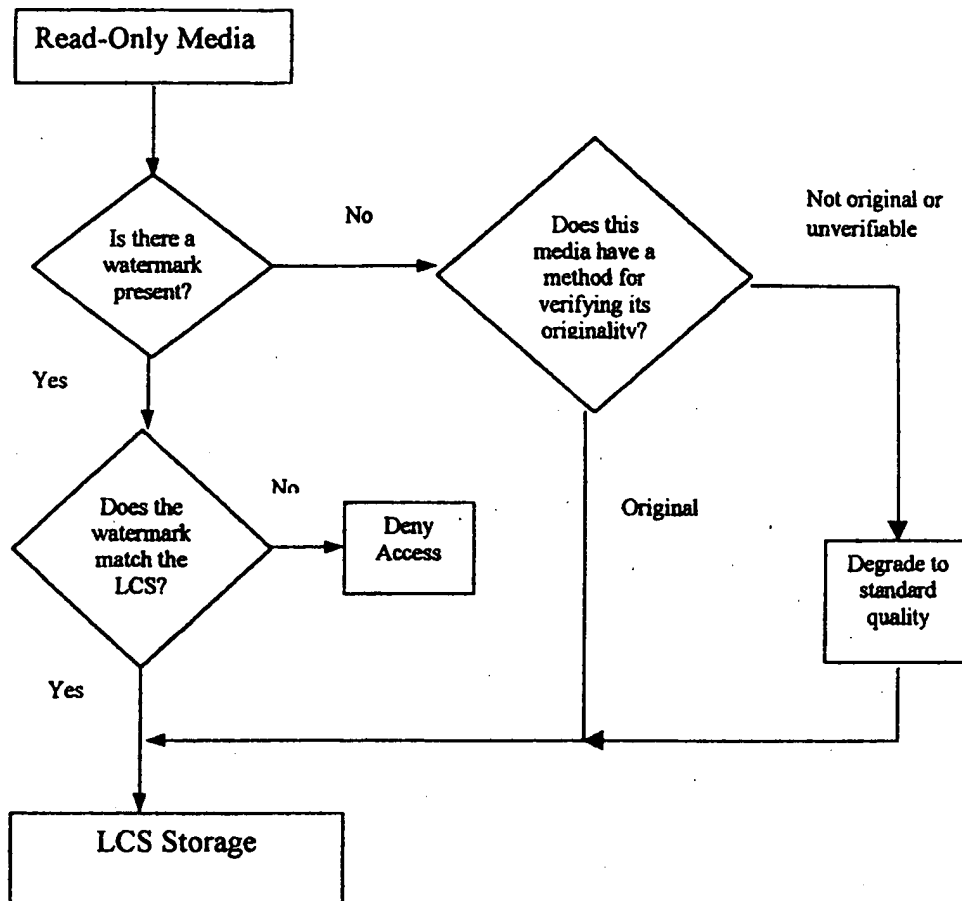 Read-Only Media
Is there a
watermark
present?
No
Does this
media have a
method for
verifying its
originality?
Not original or
unverifiable
Yes
Does the
watermark
match the
LCS?
No
Deny
Access
Original
Degrade to
standard
quality
Yes
LCS Storage